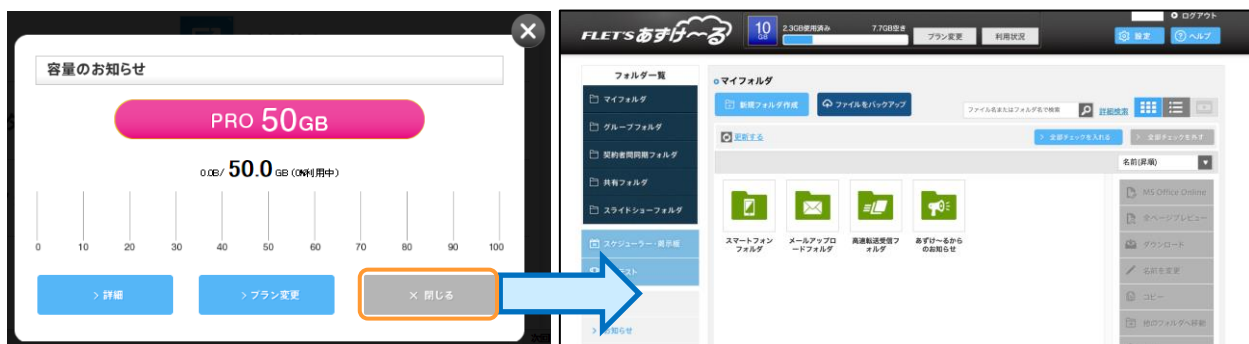 容量のお知らせ
PRO 50GB
0.0B/ 50.0 GB (0%利用中)
0 10 20 30 40 50 60 70 80 90 100
> 詳細
> プラン変更
× 閉じる
FLET'S あずけ〜る
10 GB
2.3GB使用済み
7.7GB空き
プラン変更
利用状況
ログアウト
設定
ヘルプ
フォルダ一覧
マイフォルダ
グループフォルダ
契約者間同期フォルダ
共有フォルダ
スライドショーフォルダ
スケジューラー・掲示板
> お知らせ
マイフォルダ
新規フォルダ作成
ファイルをバックアップ
ファイル名またはフォルダ名で検索
詳細検索
更新する
> 全部チェックを入れる
> 全部チェックを外す
名前(昇順)
スマートフォン
フォルダ
メールアップロ
ードフォルダ
高速転送受信フ
ォルダ
あずけ〜るから
のお知らせ
MS Office Online
全ページプレビュー
ダウンロード
名前を変更
コピー
他のフォルダへ移動